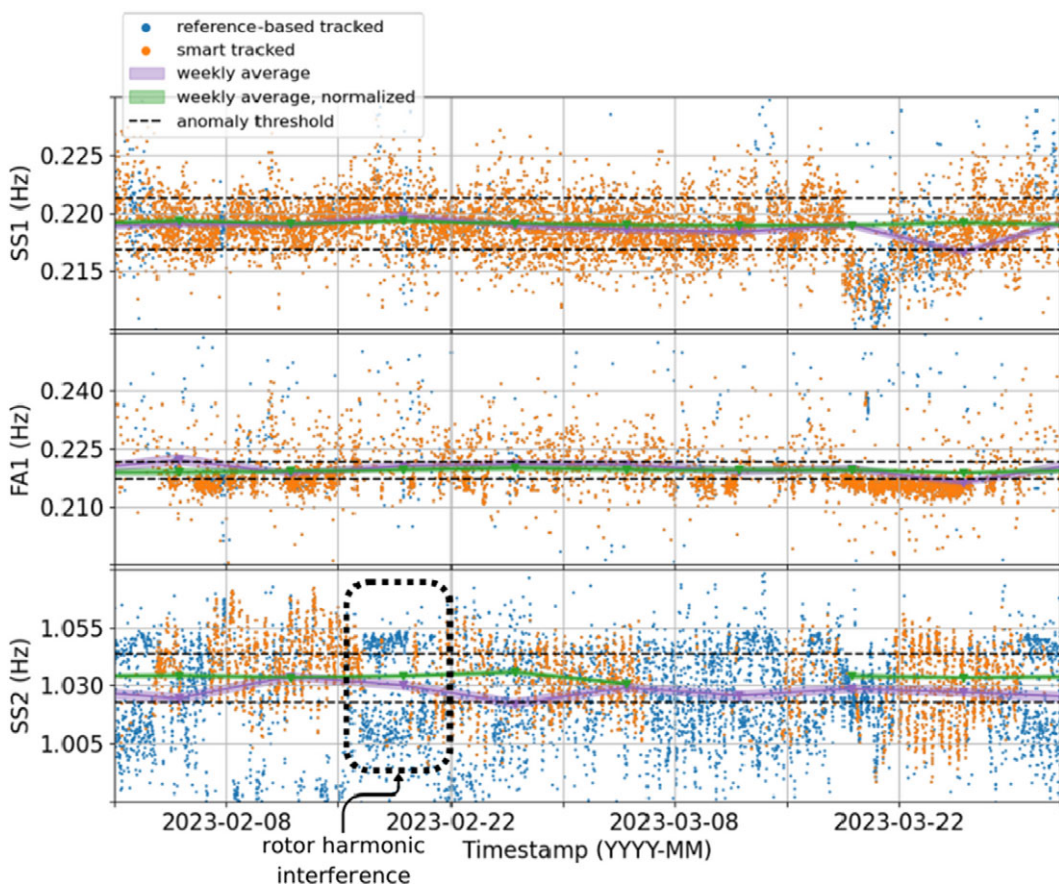 reference-based tracked
smart tracked
weekly average
weekly average, normalized
anomaly threshold
0.225
0.220
0.215
SS1 (Hz)
0.240
0.225
0.210
FA1 (Hz)
1.055
1.030
1.005
SS2 (Hz)
2023-02-08
2023-02-22
2023-03-08
2023-03-22
rotor harmonic
interference
Timestamp (YYYY-MM)